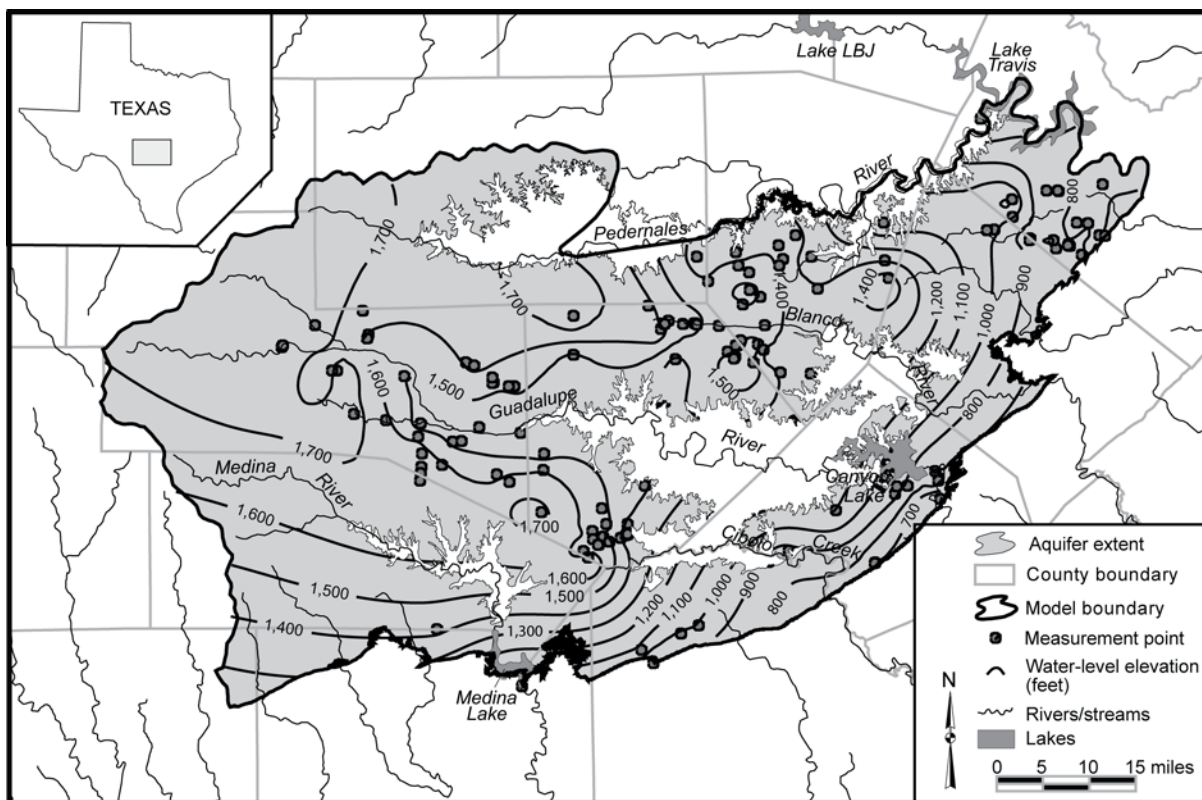 TEXAS
Lake LBJ
Lake
Travis
River
Pedernales
800
1,700
1,700
1,400
1,400
1,200
1,100
1,000
900
Blanco
River
1,600
1,500
1,500
Guadalupe
River
800
1,700
Medina
River
Canyon
Lake
700
1,700
1,600
Cibolo
Creek
1,600
1,500
1,500
1,400
1,300
1,200
1,100
1,000
900
800
Medina
Lake
Aquifer extent
County boundary
Model boundary
Measurement point
Water-level elevation
(feet)
Rivers/streams
Lakes
N
0 5 10 15 miles